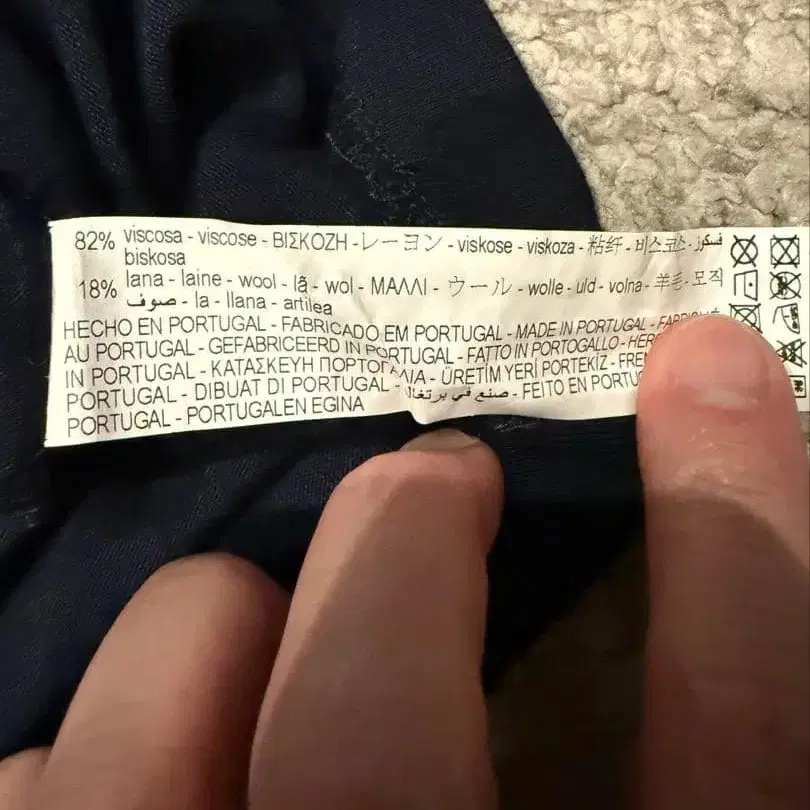 82% viscosa - viscose - ΒΙΣΚΟΖΗ - レーヨン - viskose - viskoza - 粘纤 - 비스코스 - فسكوز
biskosa
18% lana - laine - wool - lã - wol - ΜΑΛΛΙ - ウール - wolle - uld - volna - 羊毛 - 모직
صوف - la - llana - artilea
HECHO EN PORTUGAL - FABRICADO EM PORTUGAL - MADE IN PORTUGAL - FABRIQUÉ
AU PORTUGAL - GEFABRICEERD IN PORTUGAL - FATTO IN PORTOGALLO -
IN PORTUGAL - ΚΑΤΑΣΚΕΥΗ ΠΟΡΤΟΓΑΛΙΑ - ÜRETİM YERİ PORTEKİZ -
PORTUGAL - DIBUAT DI PORTUGAL - صنع في برتغال - FEITO EN
PORTUGAL - PORTUGALEN EGINA